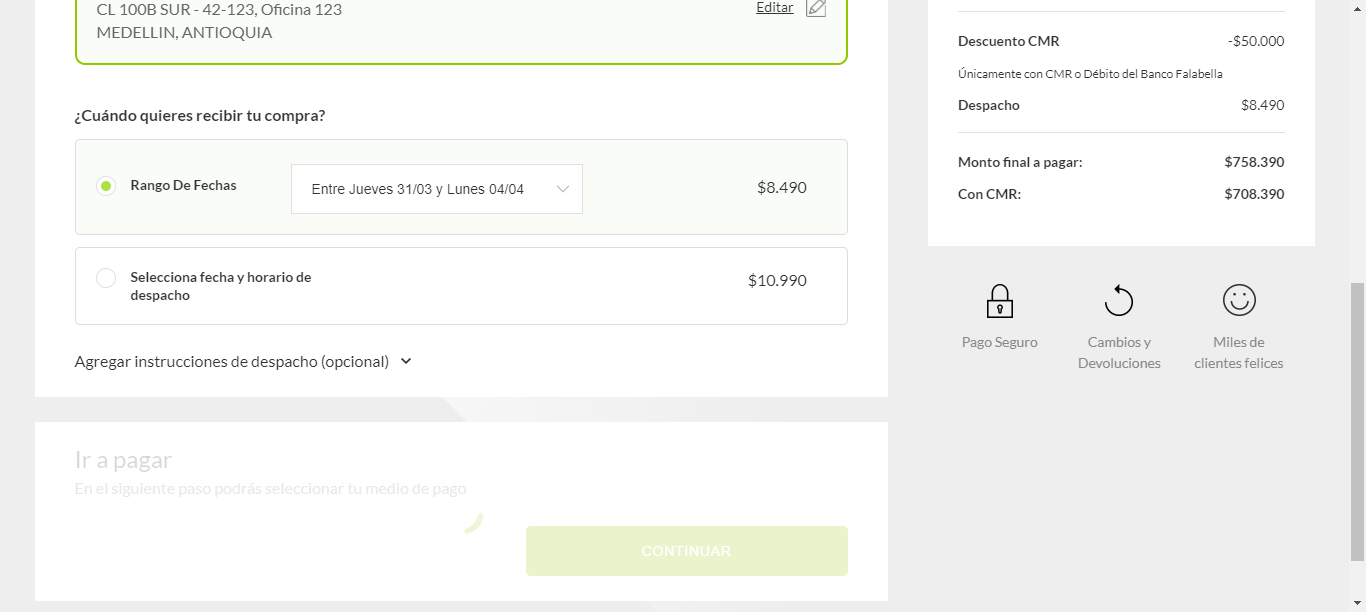 CL 100B SUR - 42-123, Oficina 123
MEDELLIN, ANTIOQUIA
Editar
¿Cuándo quieres recibir tu compra?
Rango De Fechas
Entre Jueves 31/03 y Lunes 04/04
$8.490
Selecciona fecha y horario de
despacho
$10.990
Agregar instrucciones de despacho (opcional)
Ir a pagar
En el siguiente paso podrás seleccionar tu medio de pago
CONTINUAR
Descuento CMR -$50.000
Únicamente con CMR o Débito del Banco Falabella
Despacho $8.490
Monto final a pagar: $758.390
Con CMR: $708.390
Pago Seguro
Cambios y
Devoluciones
Miles de
clientes felices